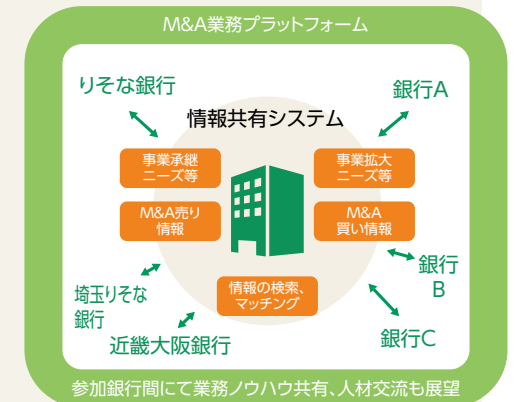 M&A業務プラットフォーム
りそな銀行
銀行A
情報共有システム
事業承継
ニーズ等
事業拡大
ニーズ等
M&A売り
情報
M&A
買い情報
情報の検索、
マッチング
埼玉りそな
銀行
銀行
B
近畿大阪銀行
銀行C
参加銀行間にて業務ノウハウ共有、人材交流も展望